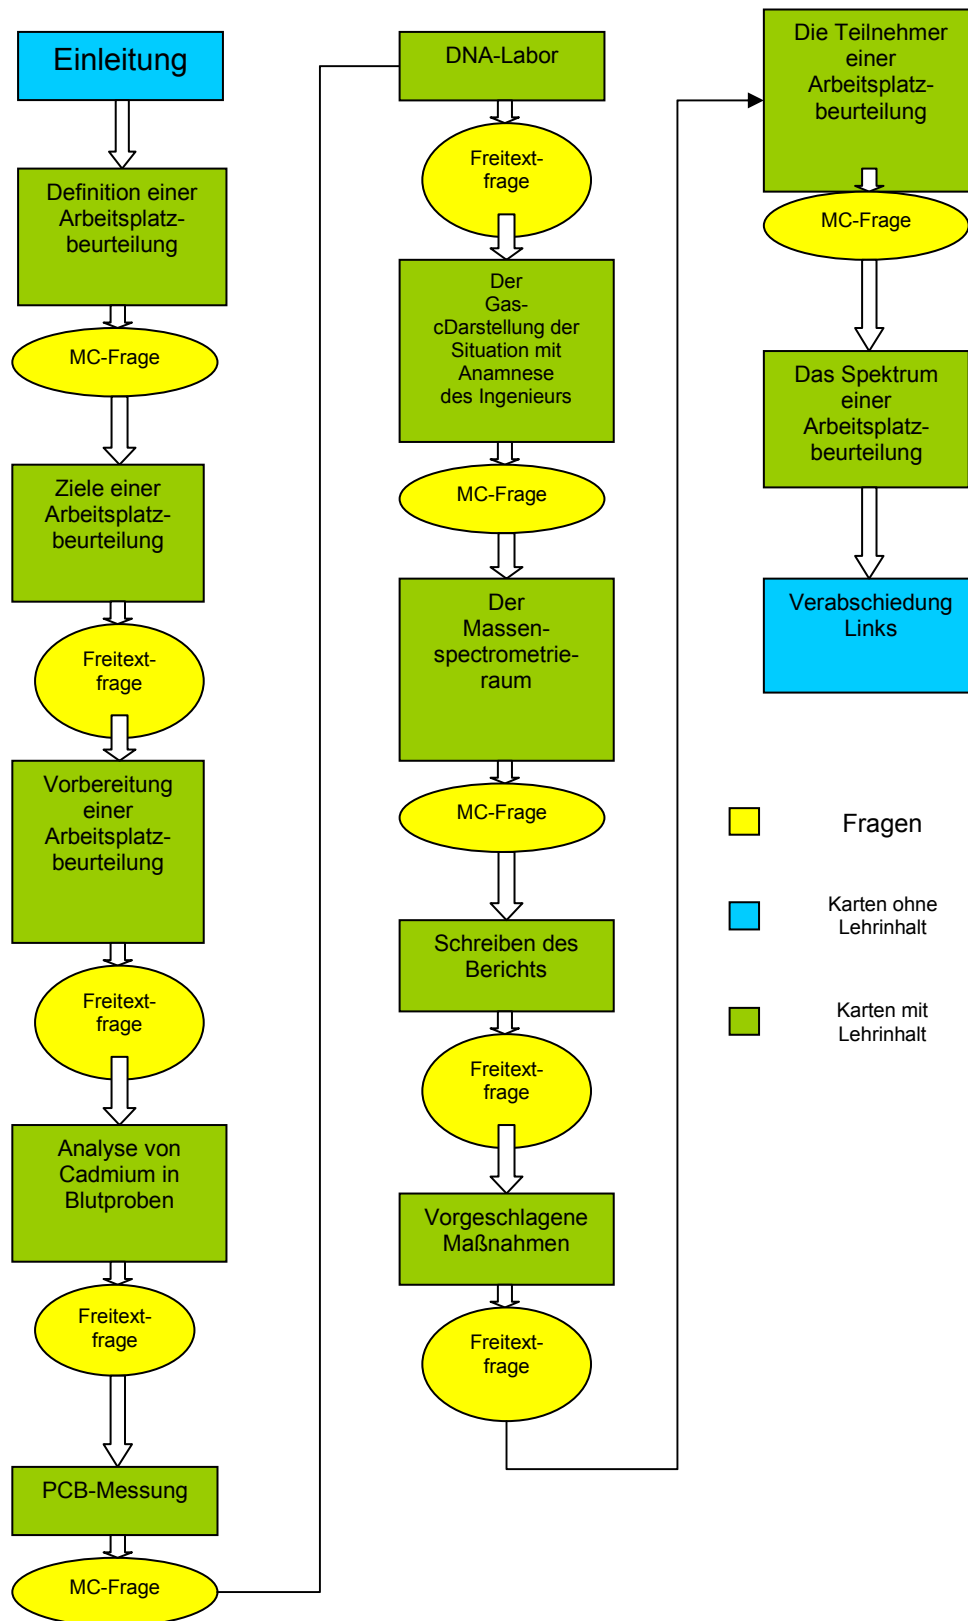 Einleitung
Definition einer
Arbeitsplatz-
beurteilung
MC-Frage
Ziele einer
Arbeitsplatz-
beurteilung
Freitext-
frage
Vorbereitung
einer
Arbeitsplatz-
beurteilung
Freitext-
frage
Analyse von
Cadmium in
Blutproben
Freitext-
frage
PCB-Messung
MC-Frage
DNA-Labor
Freitext-
frage
Der
Gas-
cDarstellung der
Situation mit
Anamnese
des Ingenieurs
MC-Frage
Der
Massen-
spectrometrie-
raum
MC-Frage
Schreiben des
Berichts
Freitext-
frage
Vorgeschlagene
Maßnahmen
Freitext-
frage
Die Teilnehmer
einer
Arbeitsplatz-
beurteilung
MC-Frage
Das Spektrum
einer
Arbeitsplatz-
beurteilung
Verabschiedung
Links
Fragen
Karten ohne
Lehrinhalt
Karten mit
Lehrinhalt